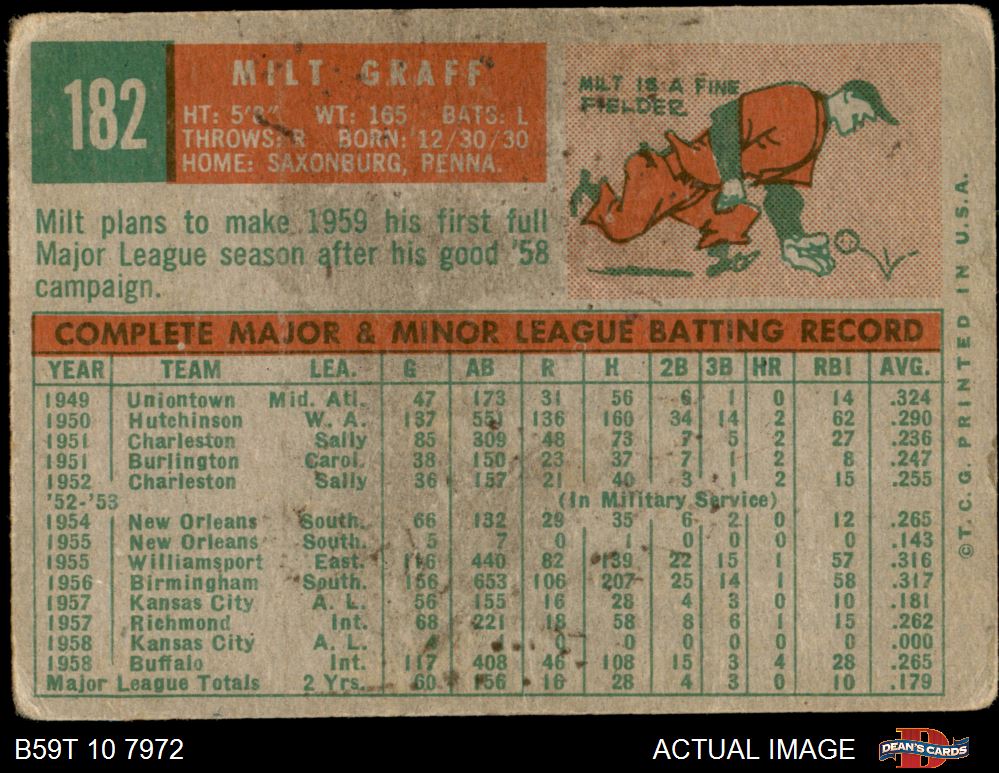 182
MILT GRAFF
HT: 5'8" WT: 165 BATS: L
THROWS: R BORN: 12/30/30
HOME: SAXONBURG, PENNA.
MILT IS A FINE
FIELDER
Milt plans to make 1959 his first full
Major League season after his good '58
campaign.
COMPLETE MAJOR & MINOR LEAGUE BATTING RECORD
YEAR TEAM LEA. G AB R H 2B 3B HR RBI AVG.
1949 Uniontown Mid. Atl. 47 173 31 56 6 1 0 14 .324
1950 Hutchinson W. A. 137 551 136 160 34 14 2 62 .290
1951 Charleston Sally 85 309 48 73 7 5 2 27 .236
1951 Burlington Carol. 38 150 23 37 7 1 2 8 .247
1952 Charleston Sally 36 157 21 40 3 1 2 15 .255
'52-'53 (In Military Service)
1954 New Orleans South. 66 132 29 35 6 2 0 12 .265
1955 New Orleans South. 5 7 0 1 0 0 0 0 .143
1955 Williamsport East. 116 440 82 139 22 15 1 57 .316
1956 Birmingham South. 156 653 106 207 25 14 1 58 .317
1957 Kansas City A. L. 56 155 16 28 4 3 0 10 .181
1957 Richmond Int. 68 221 18 58 8 6 1 15 .262
1958 Kansas City A. L. 4 1 0 0 0 0 0 0 .000
1958 Buffalo Int. 117 408 46 108 15 3 4 28 .265
Major League Totals 2 Yrs. 60 156 16 28 4 3 0 10 .179
© T. C. G. PRINTED IN U.S.A.
B59T 10 7972 ACTUAL IMAGE DEAN'S CARDS